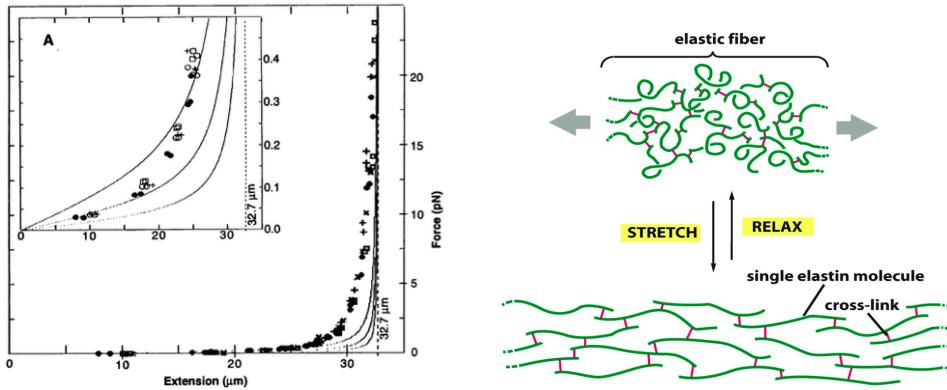 A
0.4
0.3
0.2
0.1
0.0
0
10
20
30
32.7 μm
20
15
10
5
0
Force (pN)
32.7 μm
0
10
20
30
Extension (μm)
elastic fiber
STRETCH
RELAX
single elastin molecule
cross-link